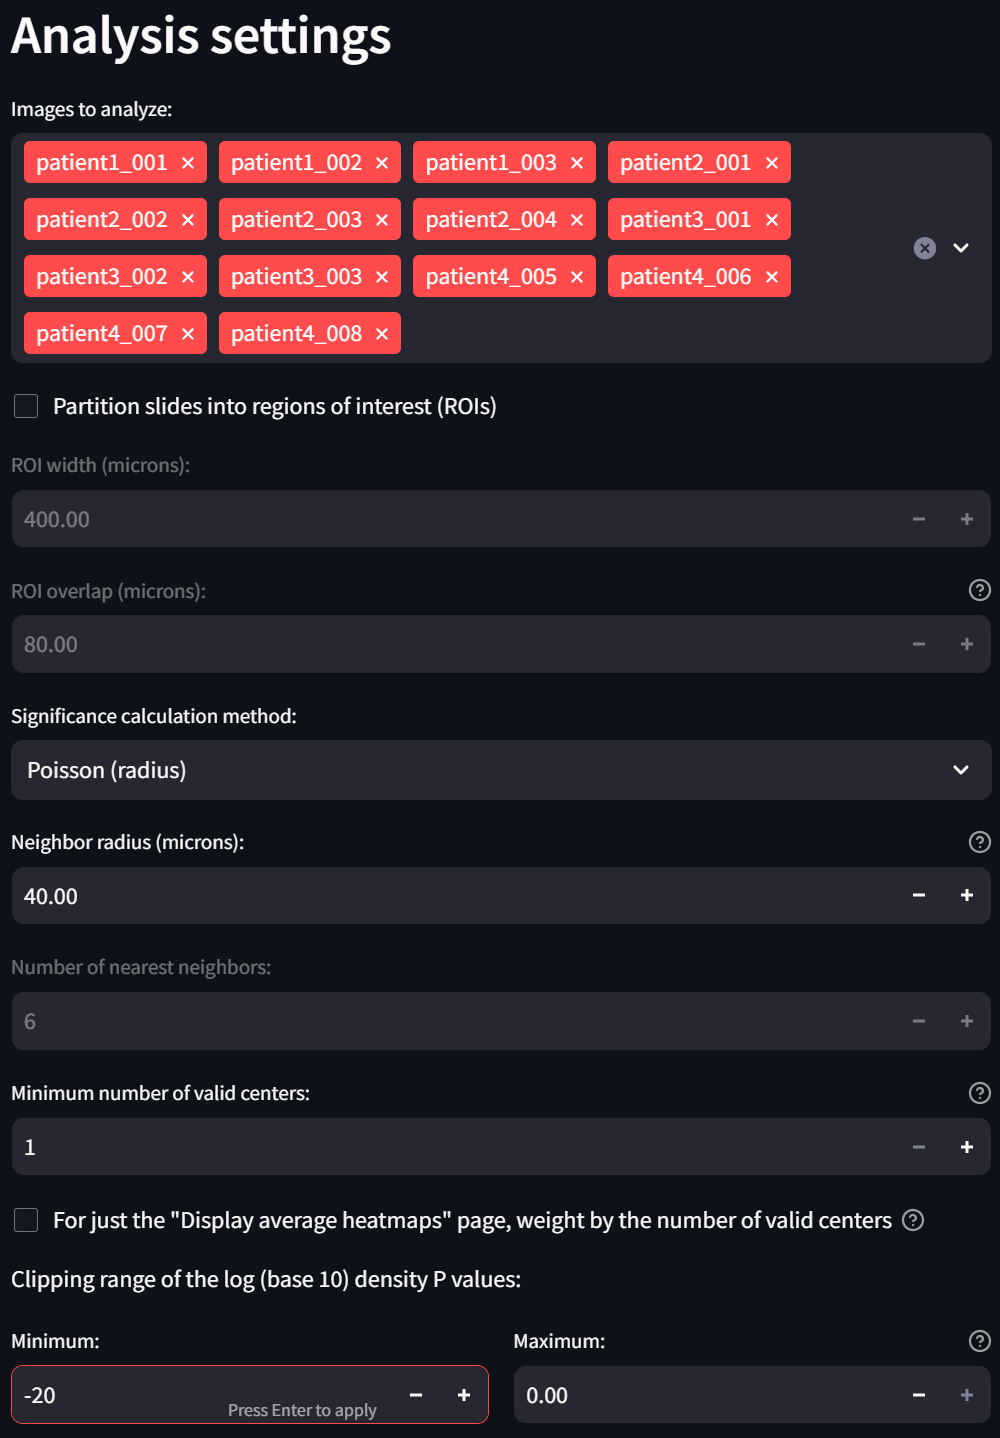 Analysis settings
Images to analyze:
patient1_001 patient1_002 patient1_003 patient2_001
patient2_002 patient2_003 patient2_004 patient3_001
patient3_002 patient3_003 patient4_005 patient4_006
patient4_007 patient4_008
Partition slides into regions of interest (ROIs)
ROI width (microns):
400.00
ROI overlap (microns):
80.00
Significance calculation method:
Poisson (radius)
Neighbor radius (microns):
40.00
Number of nearest neighbors:
6
Minimum number of valid centers:
1
For just the "Display average heatmaps" page, weight by the number of valid centers
Clipping range of the log (base 10) density P values:
Minimum: Maximum:
-20 Press Enter to apply 0.00